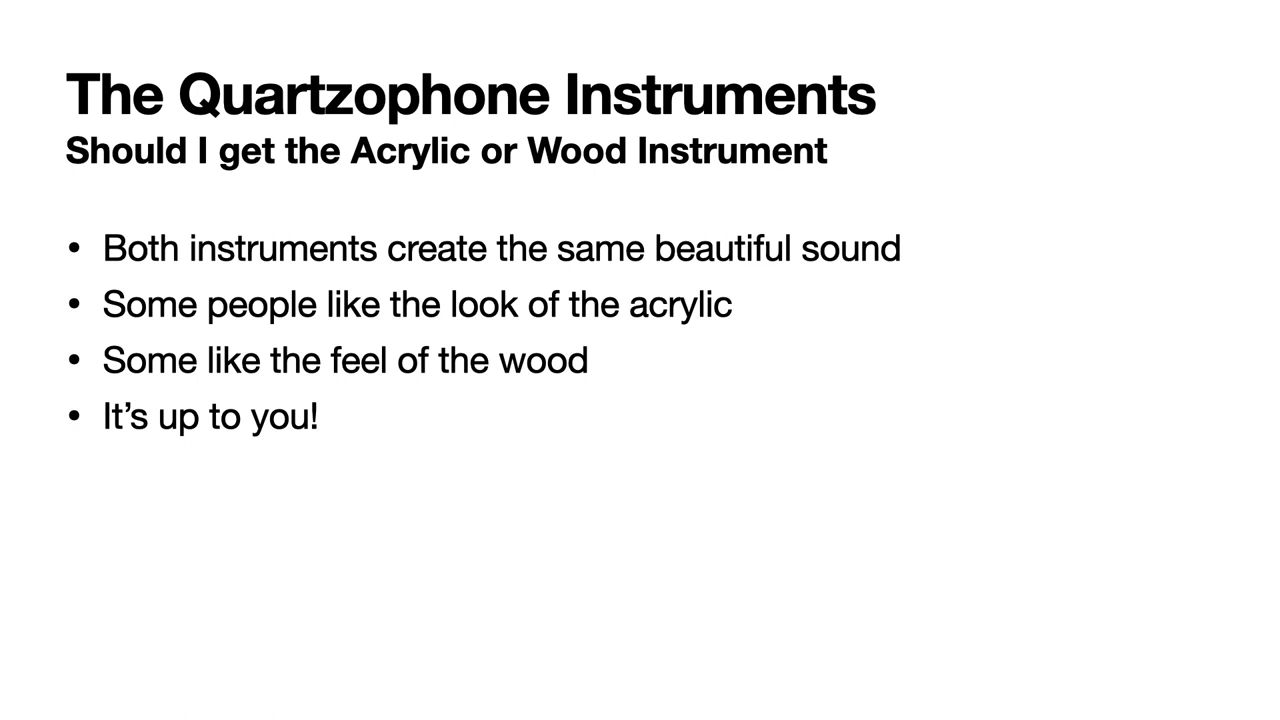 The Quartzophone Instruments
Should I get the Acrylic or Wood Instrument
• Both instruments create the same beautiful sound
• Some people like the look of the acrylic
• Some like the feel of the wood
• It’s up to you!